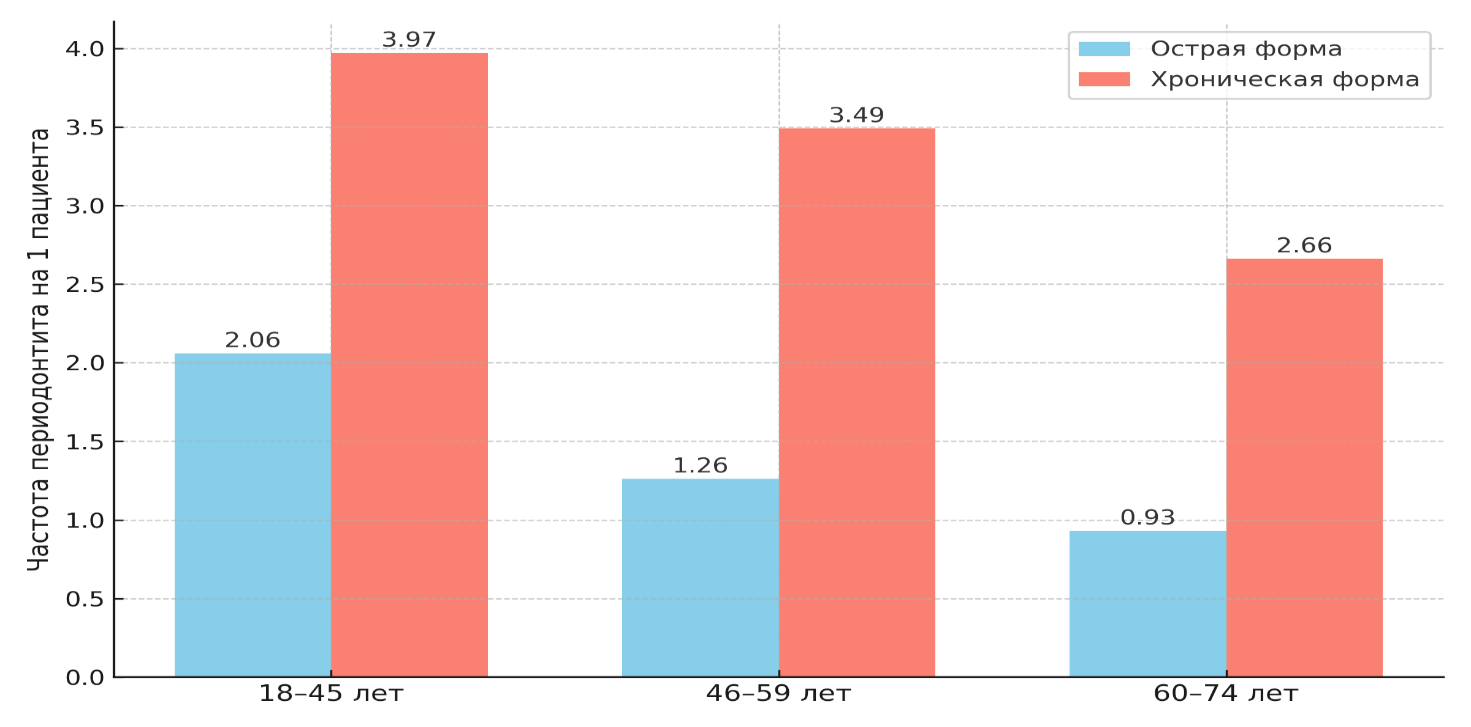 Частота периодонтита на 1 пациента
4.0
3.5
3.0
2.5
2.0
1.5
1.0
0.5
0.0
3.97
3.49
2.66
2.06
1.26
0.93
Острая форма
Хроническая форма
18–45 лет
46–59 лет
60–74 лет